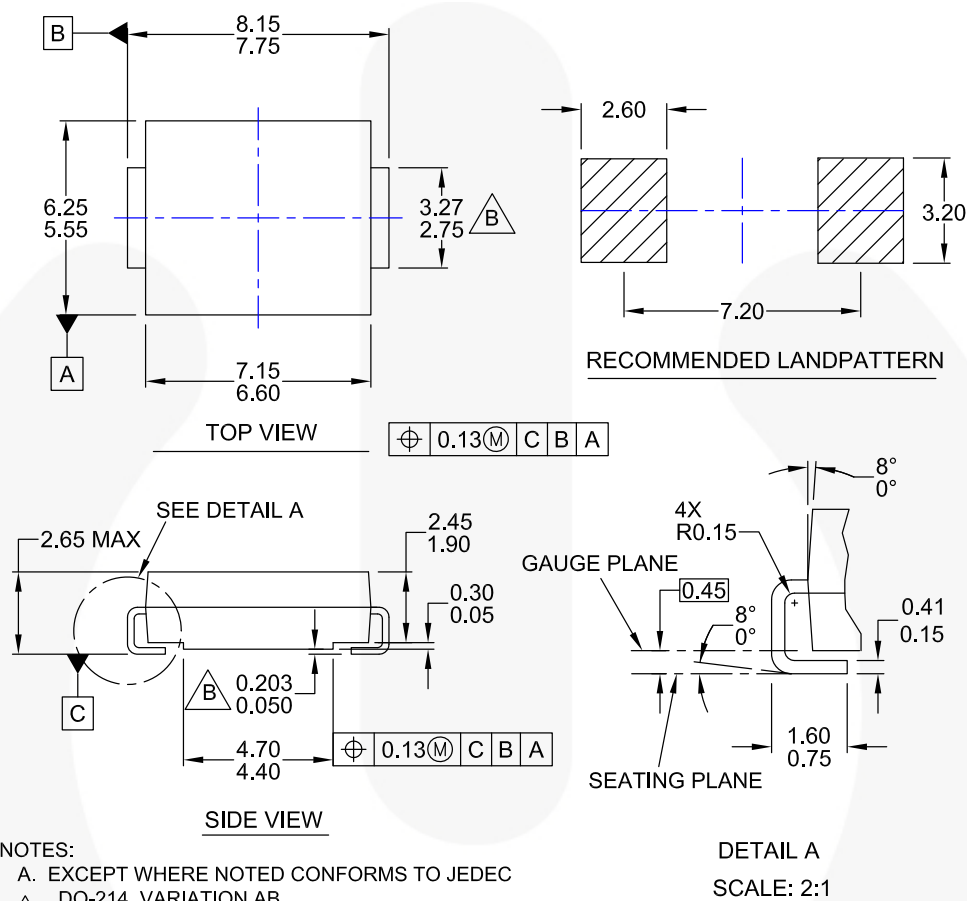 B
8.15
7.75
2.60
6.25
5.55
3.27
2.75
B
3.20
7.20
A
RECOMMENDED LANDPATTERN
7.15
6.60
TOP VIEW
0.13Ⓜ C B A
SEE DETAIL A
2.65 MAX
2.45
1.90
0.30
0.05
C
B
0.203
0.050
4.70
4.40
0.13Ⓜ C B A
SIDE VIEW
8°
0°
4X
R0.15
GAUGE PLANE
0.45
8°
0°
0.41
0.15
1.60
0.75
SEATING PLANE
DETAIL A
SCALE: 2:1
NOTES:
A. EXCEPT WHERE NOTED CONFORMS TO JEDEC
DO-214 VARIATION AB